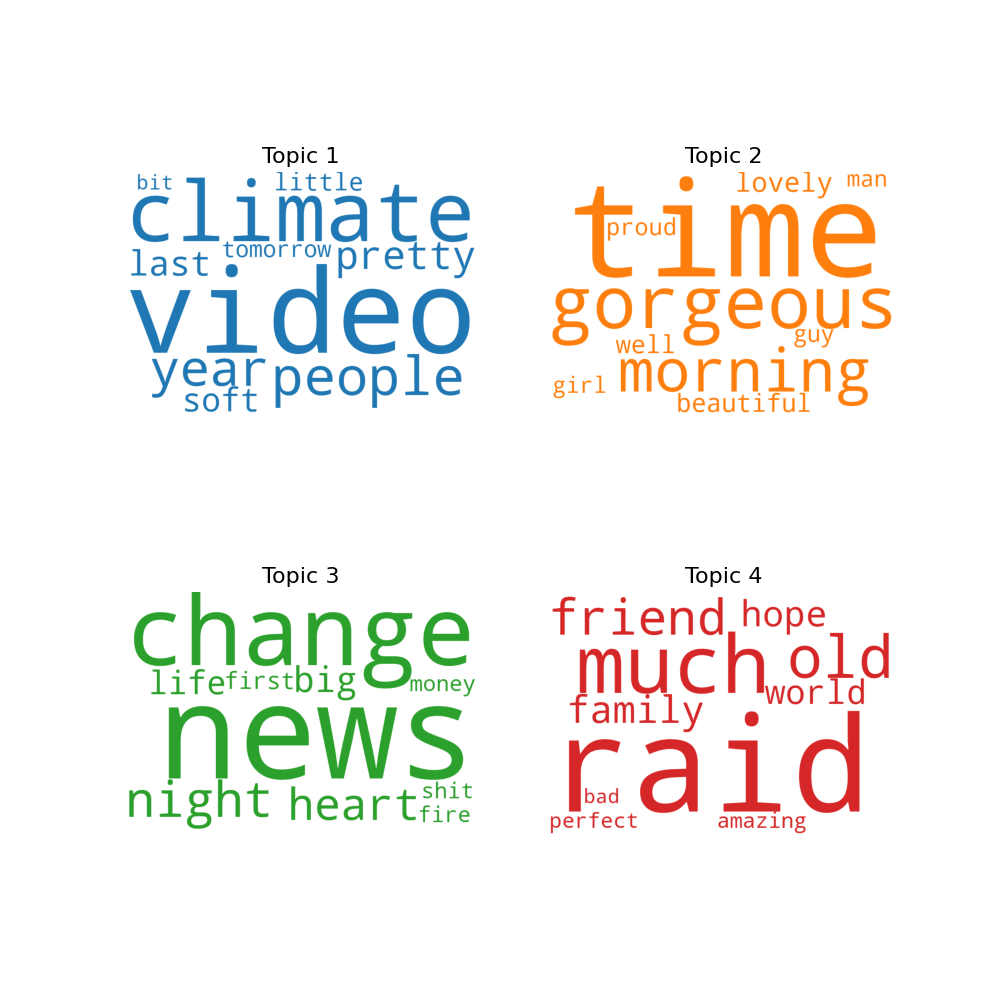 Topic 1
bit little
climate
tomorrow
last pretty
video
year people
soft
Topic 2
lovely man
time
proud
gorgeous
well guy
morning
girl
beautiful
Topic 3
change
life first big money
news
night heart shit
fire
Topic 4
friend hope
much old
world
family
raid
bad
perfect amazing